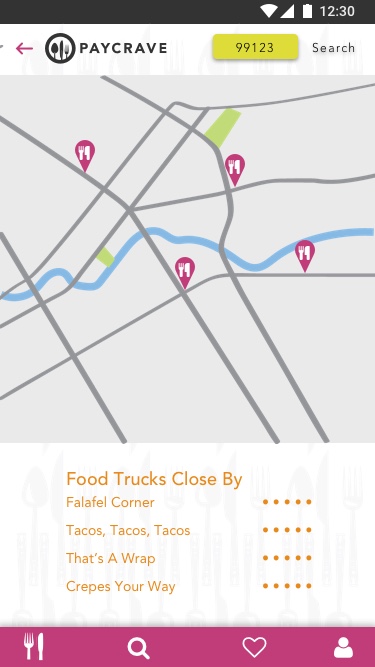 12:30
PAYCRAVE
99123
Search
Food Trucks Close By
Falafel Corner
Tacos, Tacos, Tacos
That's A Wrap
Crepes Your Way